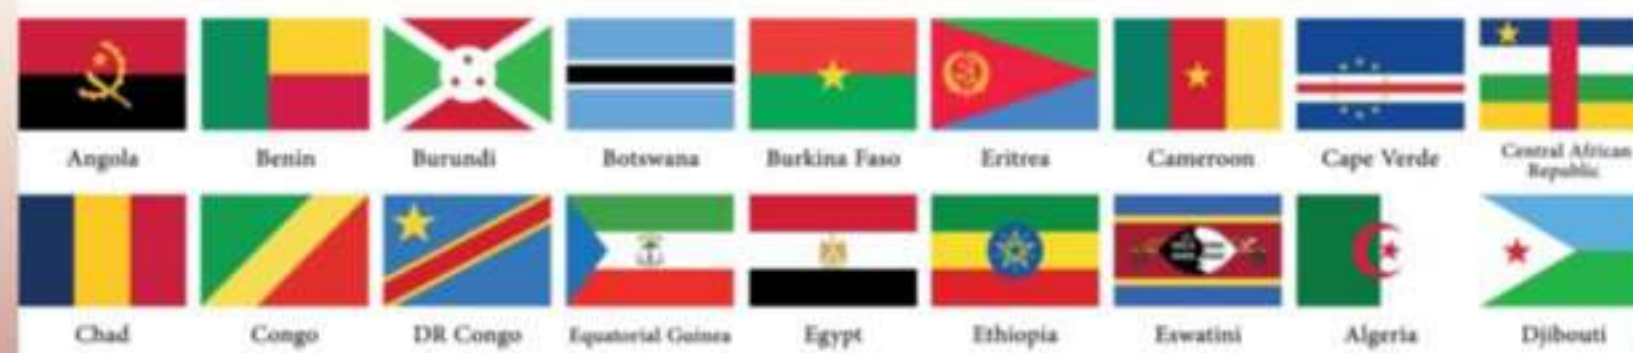 Angola Benin Burundi Botswana Burkina Faso Eritrea Cameroon Cape Verde Central African
Republic
Chad Congo DR Congo Equatorial Guinea Egypt Ethiopia Eswatini Algeria Djibouti